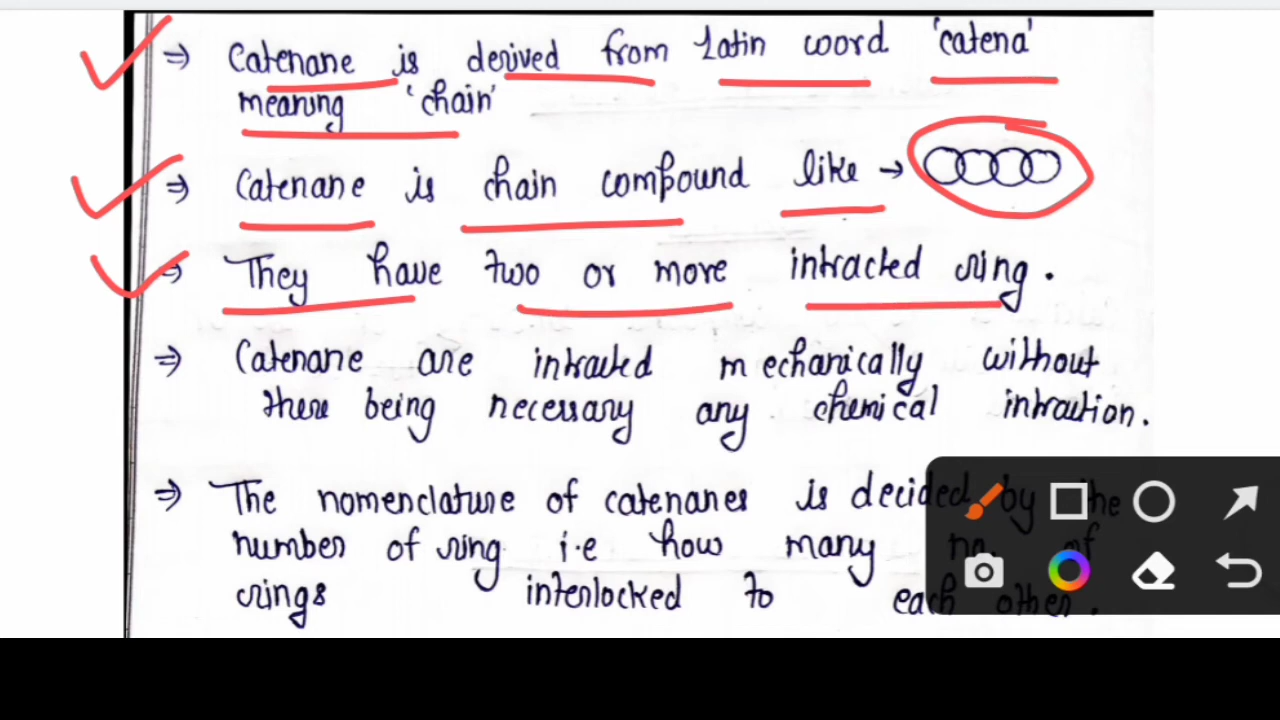 ⇒ Catenane is derived from Latin word 'catena'
meaning 'chain'
⇒ Catenane is chain compound like →
⇒ They have two or more intracted ring.
⇒ Catenane are intracted mechanically without
there being necessary any chemical intraction.
⇒ The nomenclature of catenanes is decided by the
number of ring i.e how many no. of
rings interlocked to each other.